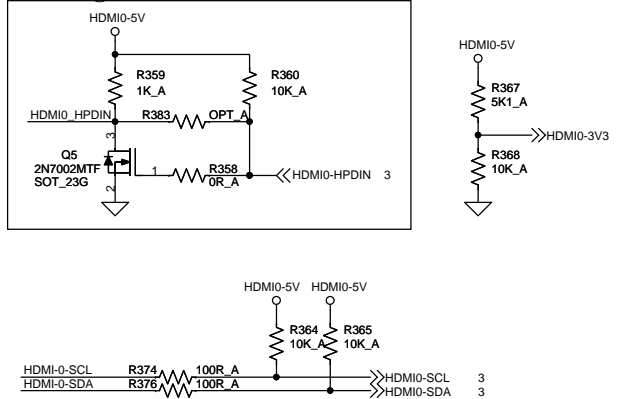 HDMI0-5V
R359
1K_A
R360
10K_A
HDMI0_HPDIN
R383
OPT_A
3
Q5
2N7002MTF
SOT_23G
1
2
R358
0R_A
HDMI0-HPDIN 3
HDMI0-5V
R367
5K1_A
HDMI0-3V3
R368
10K_A
HDMI0-5V HDMI0-5V
R364 R365
10K_A 10K_A
HDMI-0-SCL R374 100R_A HDMI0-SCL 3
HDMI-0-SDA R376 100R_A HDMI0-SDA 3